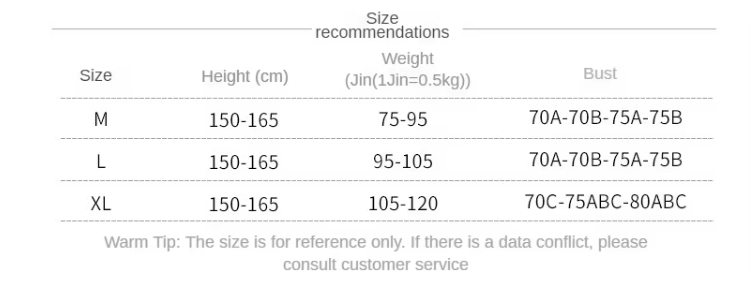 Size
recommendations
Size Height (cm) Weight
(Jin(1Jin=0.5kg)) Bust
M 150-165 75-95 70A-70B-75A-75B
L 150-165 95-105 70A-70B-75A-75B
XL 150-165 105-120 70C-75ABC-80ABC
Warm Tip: The size is for reference only. If there is a data conflict, please
consult customer service